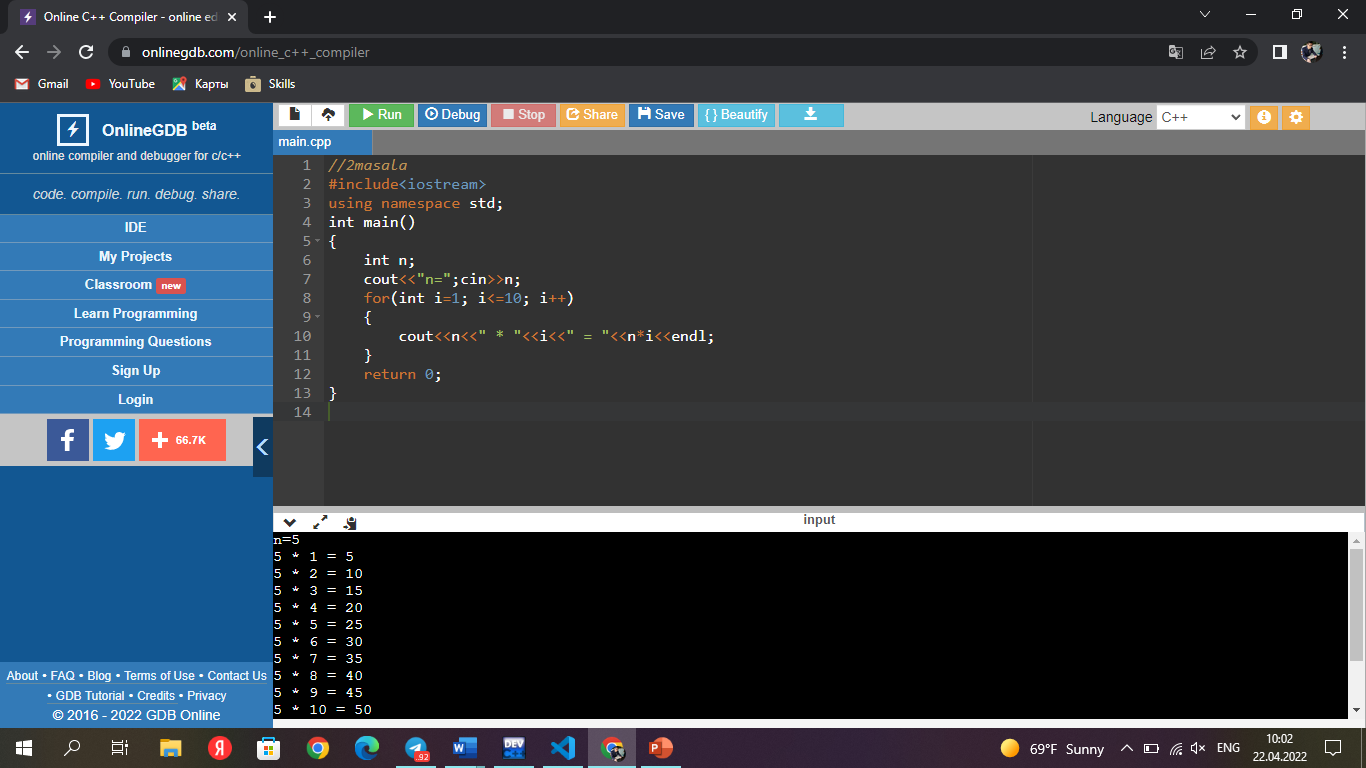 Online C++ Compiler - online ed
onlinegdb.com/online_c++_compiler
Gmail YouTube Карты Skills
OnlineGDB beta
online compiler and debugger for c/c++
code. compile. run. debug. share.
IDE
My Projects
Classroom new
Learn Programming
Programming Questions
Sign Up
Login
f + 66.7K
About • FAQ • Blog • Terms of Use • Contact Us
• GDB Tutorial • Credits • Privacy
© 2016 - 2022 GDB Online
Run Debug Stop Share Save { } Beautify
Language C++
main.cpp
1 //2masala
2 #include<iostream>
3 using namespace std;
4 int main()
5 {
6     int n;
7     cout<<"n=";cin>>n;
8     for(int i=1; i<=10; i++)
9     {
10         cout<<n<<" * "<<i<<" = "<<n*i<<endl;
11     }
12     return 0;
13 }
14
input
n=5
5 * 1 = 5
5 * 2 = 10
5 * 3 = 15
5 * 4 = 20
5 * 5 = 25
5 * 6 = 30
5 * 7 = 35
5 * 8 = 40
5 * 9 = 45
5 * 10 = 50
Я 92 W DEV C++ P 69°F Sunny ENG
10:02
22.04.2022